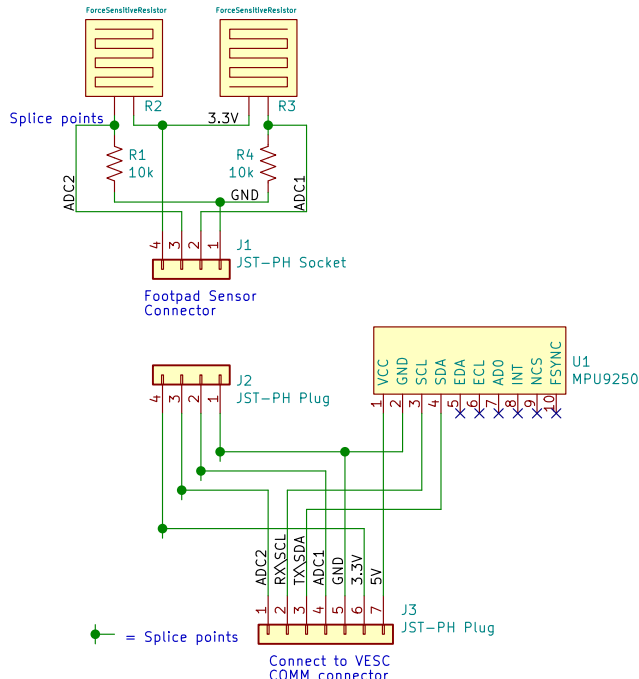 ForceSensitiveResistor
ForceSensitiveResistor
R2
R3
Splice points
3.3V
R1
10k
R4
10k
ADC2
GND
ADC1
4
3
2
1
J1
JST-PH Socket
Footpad Sensor
Connector
VCC
GND
SCL
SDA
EDA
ECL
AD0
INT
NCS
FSYNC
U1
MPU9250
1
2
3
4
5
6
7
8
9
10
J2
JST-PH Plug
4
3
2
1
ADC2
RX\SCL
TX\SDA
ADC1
GND
3.3V
5V
1
2
3
4
5
6
7
J3
JST-PH Plug
= Splice points
Connect to VESC
COMM connector